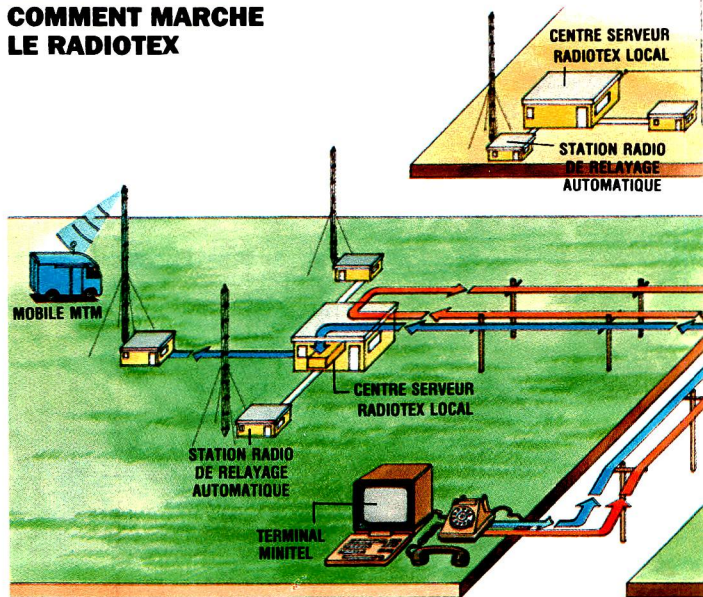 COMMENT MARCHE
LE RADIOTEX
CENTRE SERVEUR
RADIOTEX LOCAL
STATION RADIO
DE RELAYAGE
AUTOMATIQUE
MOBILE MTM
CENTRE SERVEUR
RADIOTEX LOCAL
STATION RADIO
DE RELAYAGE
AUTOMATIQUE
TERMINAL
MINITEL